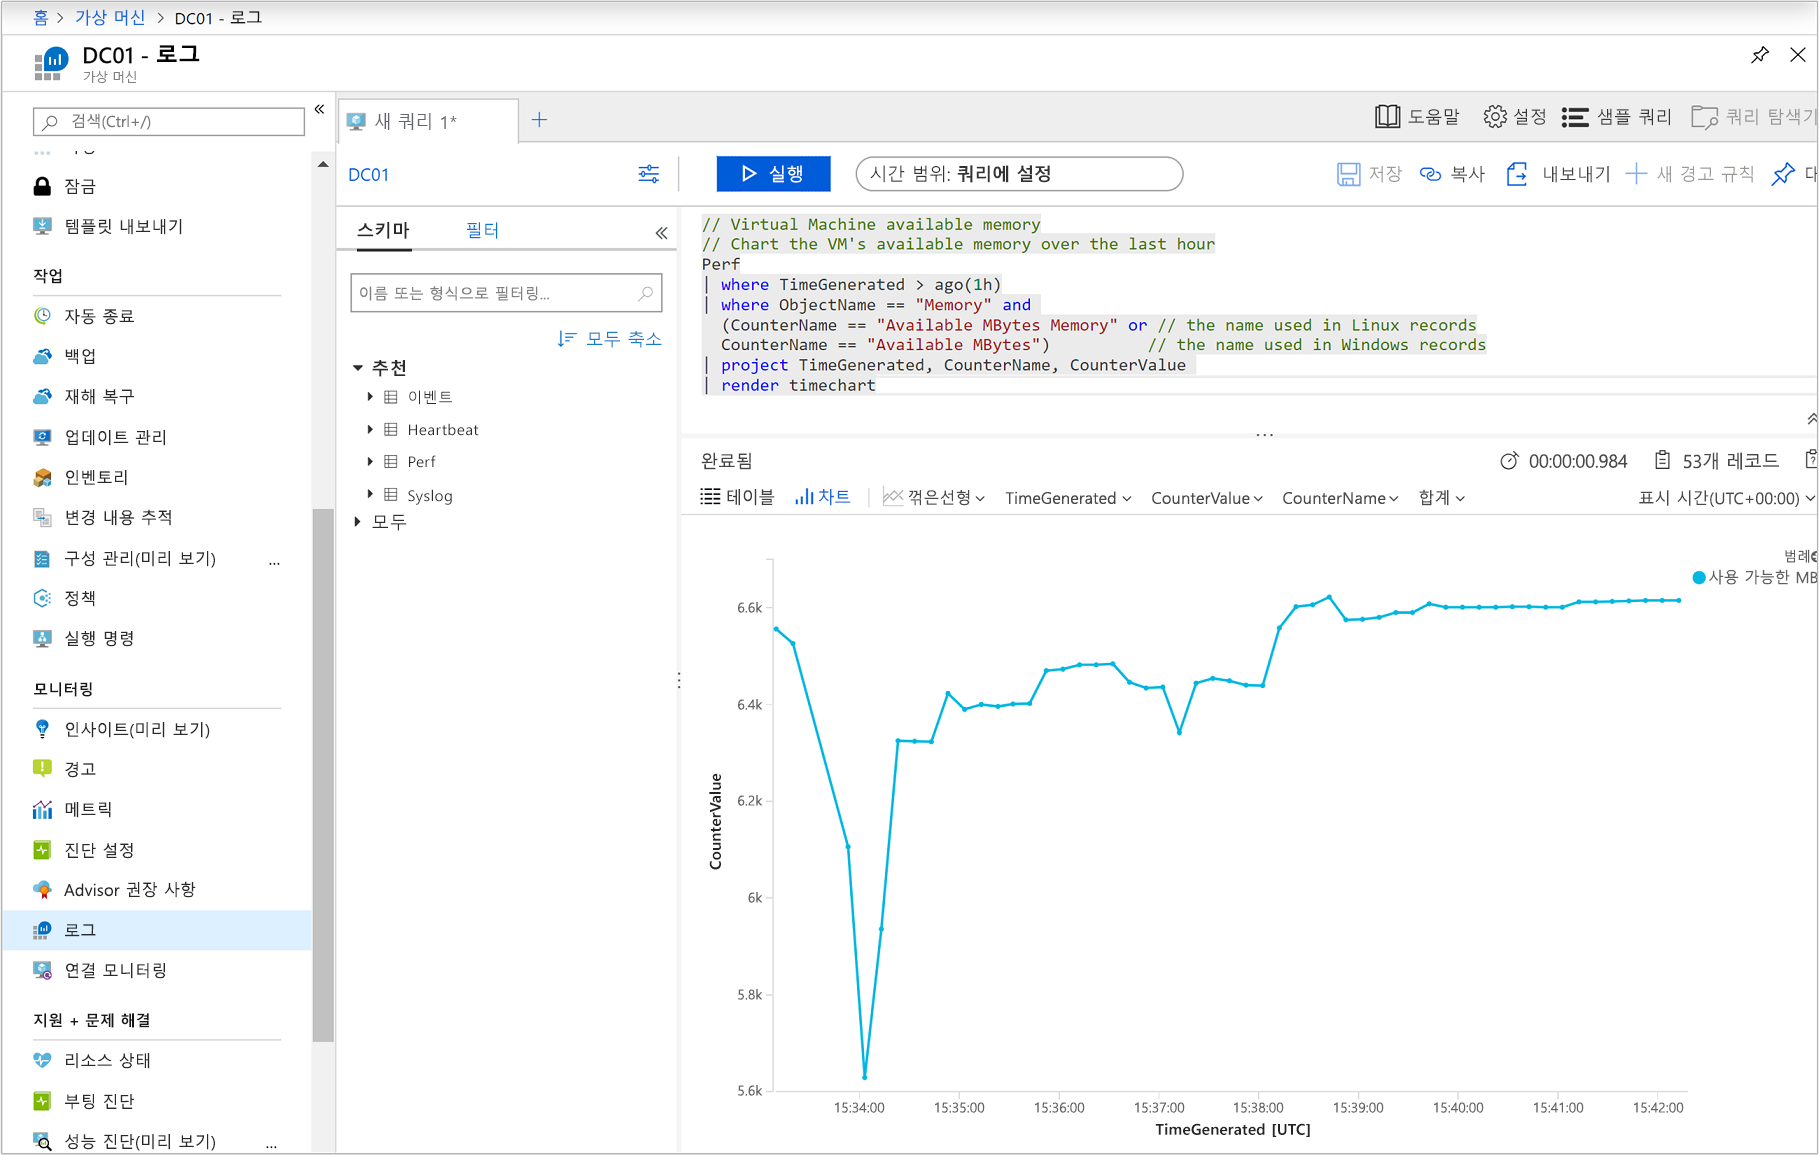 홈 > 가상 머신 > DC01 - 로그
DC01 - 로그
가상 머신
검색(Ctrl+/)
잠금
템플릿 내보내기
작업
자동 종료
백업
재해 복구
업데이트 관리
인벤토리
변경 내용 추적
구성 관리(미리 보기) ...
정책
실행 명령
모니터링
인사이트(미리 보기)
경고
메트릭
진단 설정
Advisor 권장 사항
로그
연결 모니터링
지원 + 문제 해결
리소스 상태
부팅 진단
성능 진단(미리 보기) ...
새 쿼리 1*
도움말 설정 샘플 쿼리 쿼리 탐색기
DC01
실행 시간 범위: 쿼리에 설정
저장 복사 내보내기 새 경고 규칙 대
스키마 필터
이름 또는 형식으로 필터링...
모두 축소
추천
이벤트
Heartbeat
Perf
Syslog
모두
// Virtual Machine available memory
// Chart the VM's available memory over the last hour
Perf
| where TimeGenerated > ago(1h)
| where ObjectName == "Memory" and
(CounterName == "Available MBytes Memory" or // the name used in Linux records
CounterName == "Available MBytes") // the name used in Windows records
| project TimeGenerated, CounterName, CounterValue
| render timechart
완료됨 00:00:00.984 53개 레코드
테이블 차트 꺾은선형 TimeGenerated CounterValue CounterName 합계 표시 시간(UTC+00:00)
범례
사용 가능한 MB
6.6k
6.4k
6.2k
6k
5.8k
5.6k
CounterValue
15:34:00 15:35:00 15:36:00 15:37:00 15:38:00 15:39:00 15:40:00 15:41:00 15:42:00
TimeGenerated [UTC]